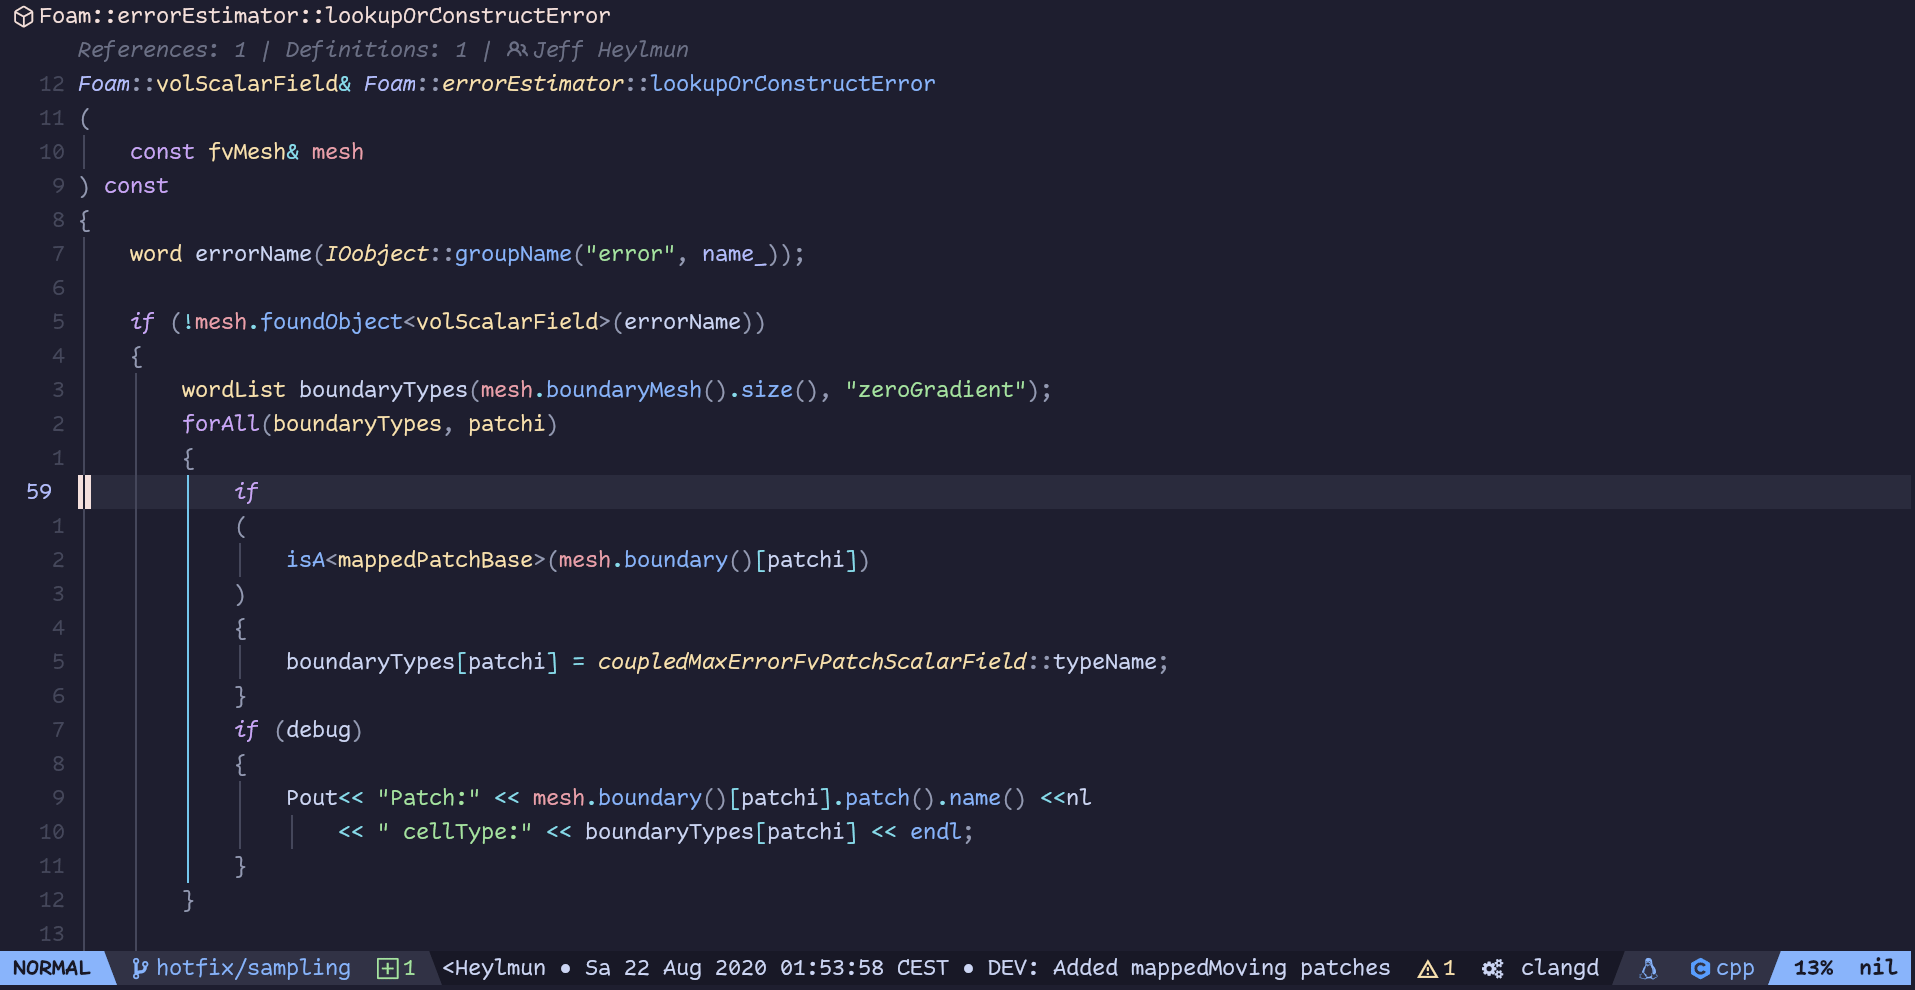 Foam::errorEstimator::lookupOrConstructError
References: 1 | Definitions: 1 | Jeff Heylmun
12 Foam::volScalarField& Foam::errorEstimator::lookupOrConstructError
11 (
10 const fvMesh& mesh
9 ) const
8 {
7 word errorName(IOobject::groupName("error", name_));
6
5 if (!mesh.foundObject<volScalarField>(errorName))
4 {
3 wordList boundaryTypes(mesh.boundaryMesh().size(), "zeroGradient");
2 forAll(boundaryTypes, patchi)
1 {
59 if
1 (
2 isA<mappedPatchBase>(mesh.boundary()[patchi])
3 )
4 {
5 boundaryTypes[patchi] = coupledMaxErrorFvPatchScalarField::typeName;
6 }
7 if (debug)
8 {
9 Pout<< "Patch:" << mesh.boundary()[patchi].patch().name() <<nl
10 << " cellType:" << boundaryTypes[patchi] << endl;
11 }
12 }
13
NORMAL hotfix/sampling 1 <Heylmun • Sa 22 Aug 2020 01:53:58 CEST • DEV: Added mappedMoving patches 1 clangd cpp 13% nil